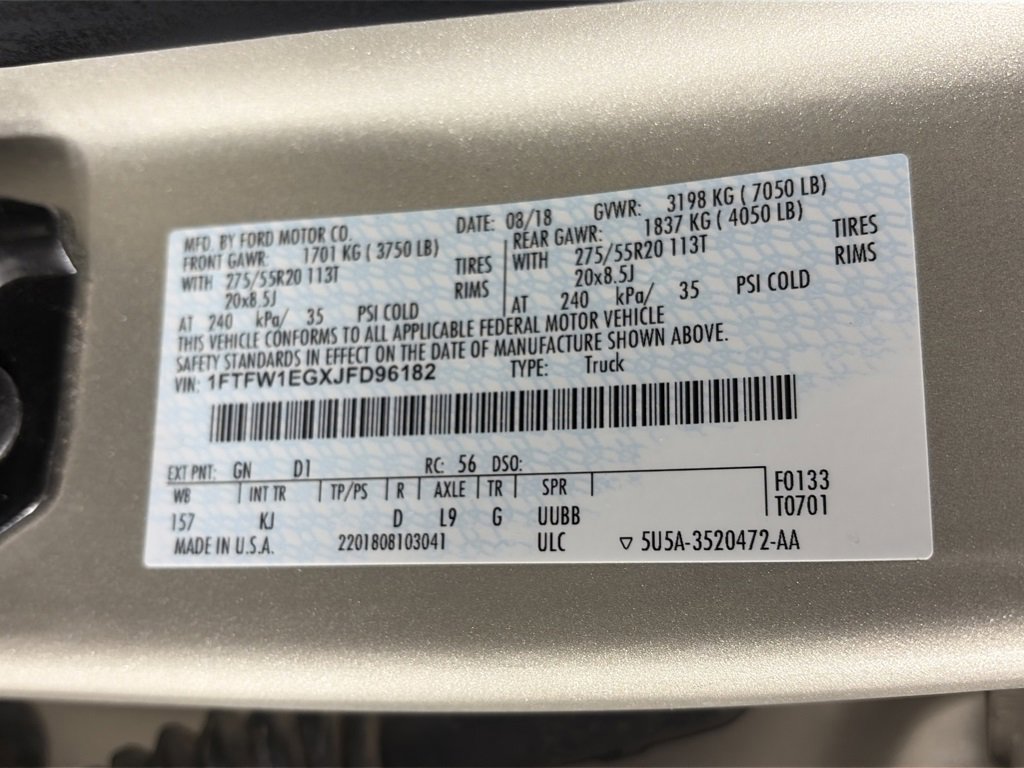 MFD. BY FORD MOTOR CO. DATE: 08/18 GVWR: 3198 KG ( 7050 LB)
FRONT GAWR: 1701 KG ( 3750 LB) REAR GAWR: 1837 KG ( 4050 LB)
WITH 275/55R20 113T TIRES WITH 275/55R20 113T TIRES
20x8.5J RIMS 20x8.5J RIMS
AT 240 kPa/ 35 PSI COLD AT 240 kPa/ 35 PSI COLD
THIS VEHICLE CONFORMS TO ALL APPLICABLE FEDERAL MOTOR VEHICLE
SAFETY STANDARDS IN EFFECT ON THE DATE OF MANUFACTURE SHOWN ABOVE.
VIN: 1FTFW1EGXJFD96182 TYPE: Truck
EXT PNT: GN D1 RC: 56 DSO:
WB INT TR TP/PS R AXLE TR SPR F0133
157 KJ D L9 G UUBB T0701
MADE IN U.S.A. 2201808103041 ULC ▽ 5U5A-3520472-AA